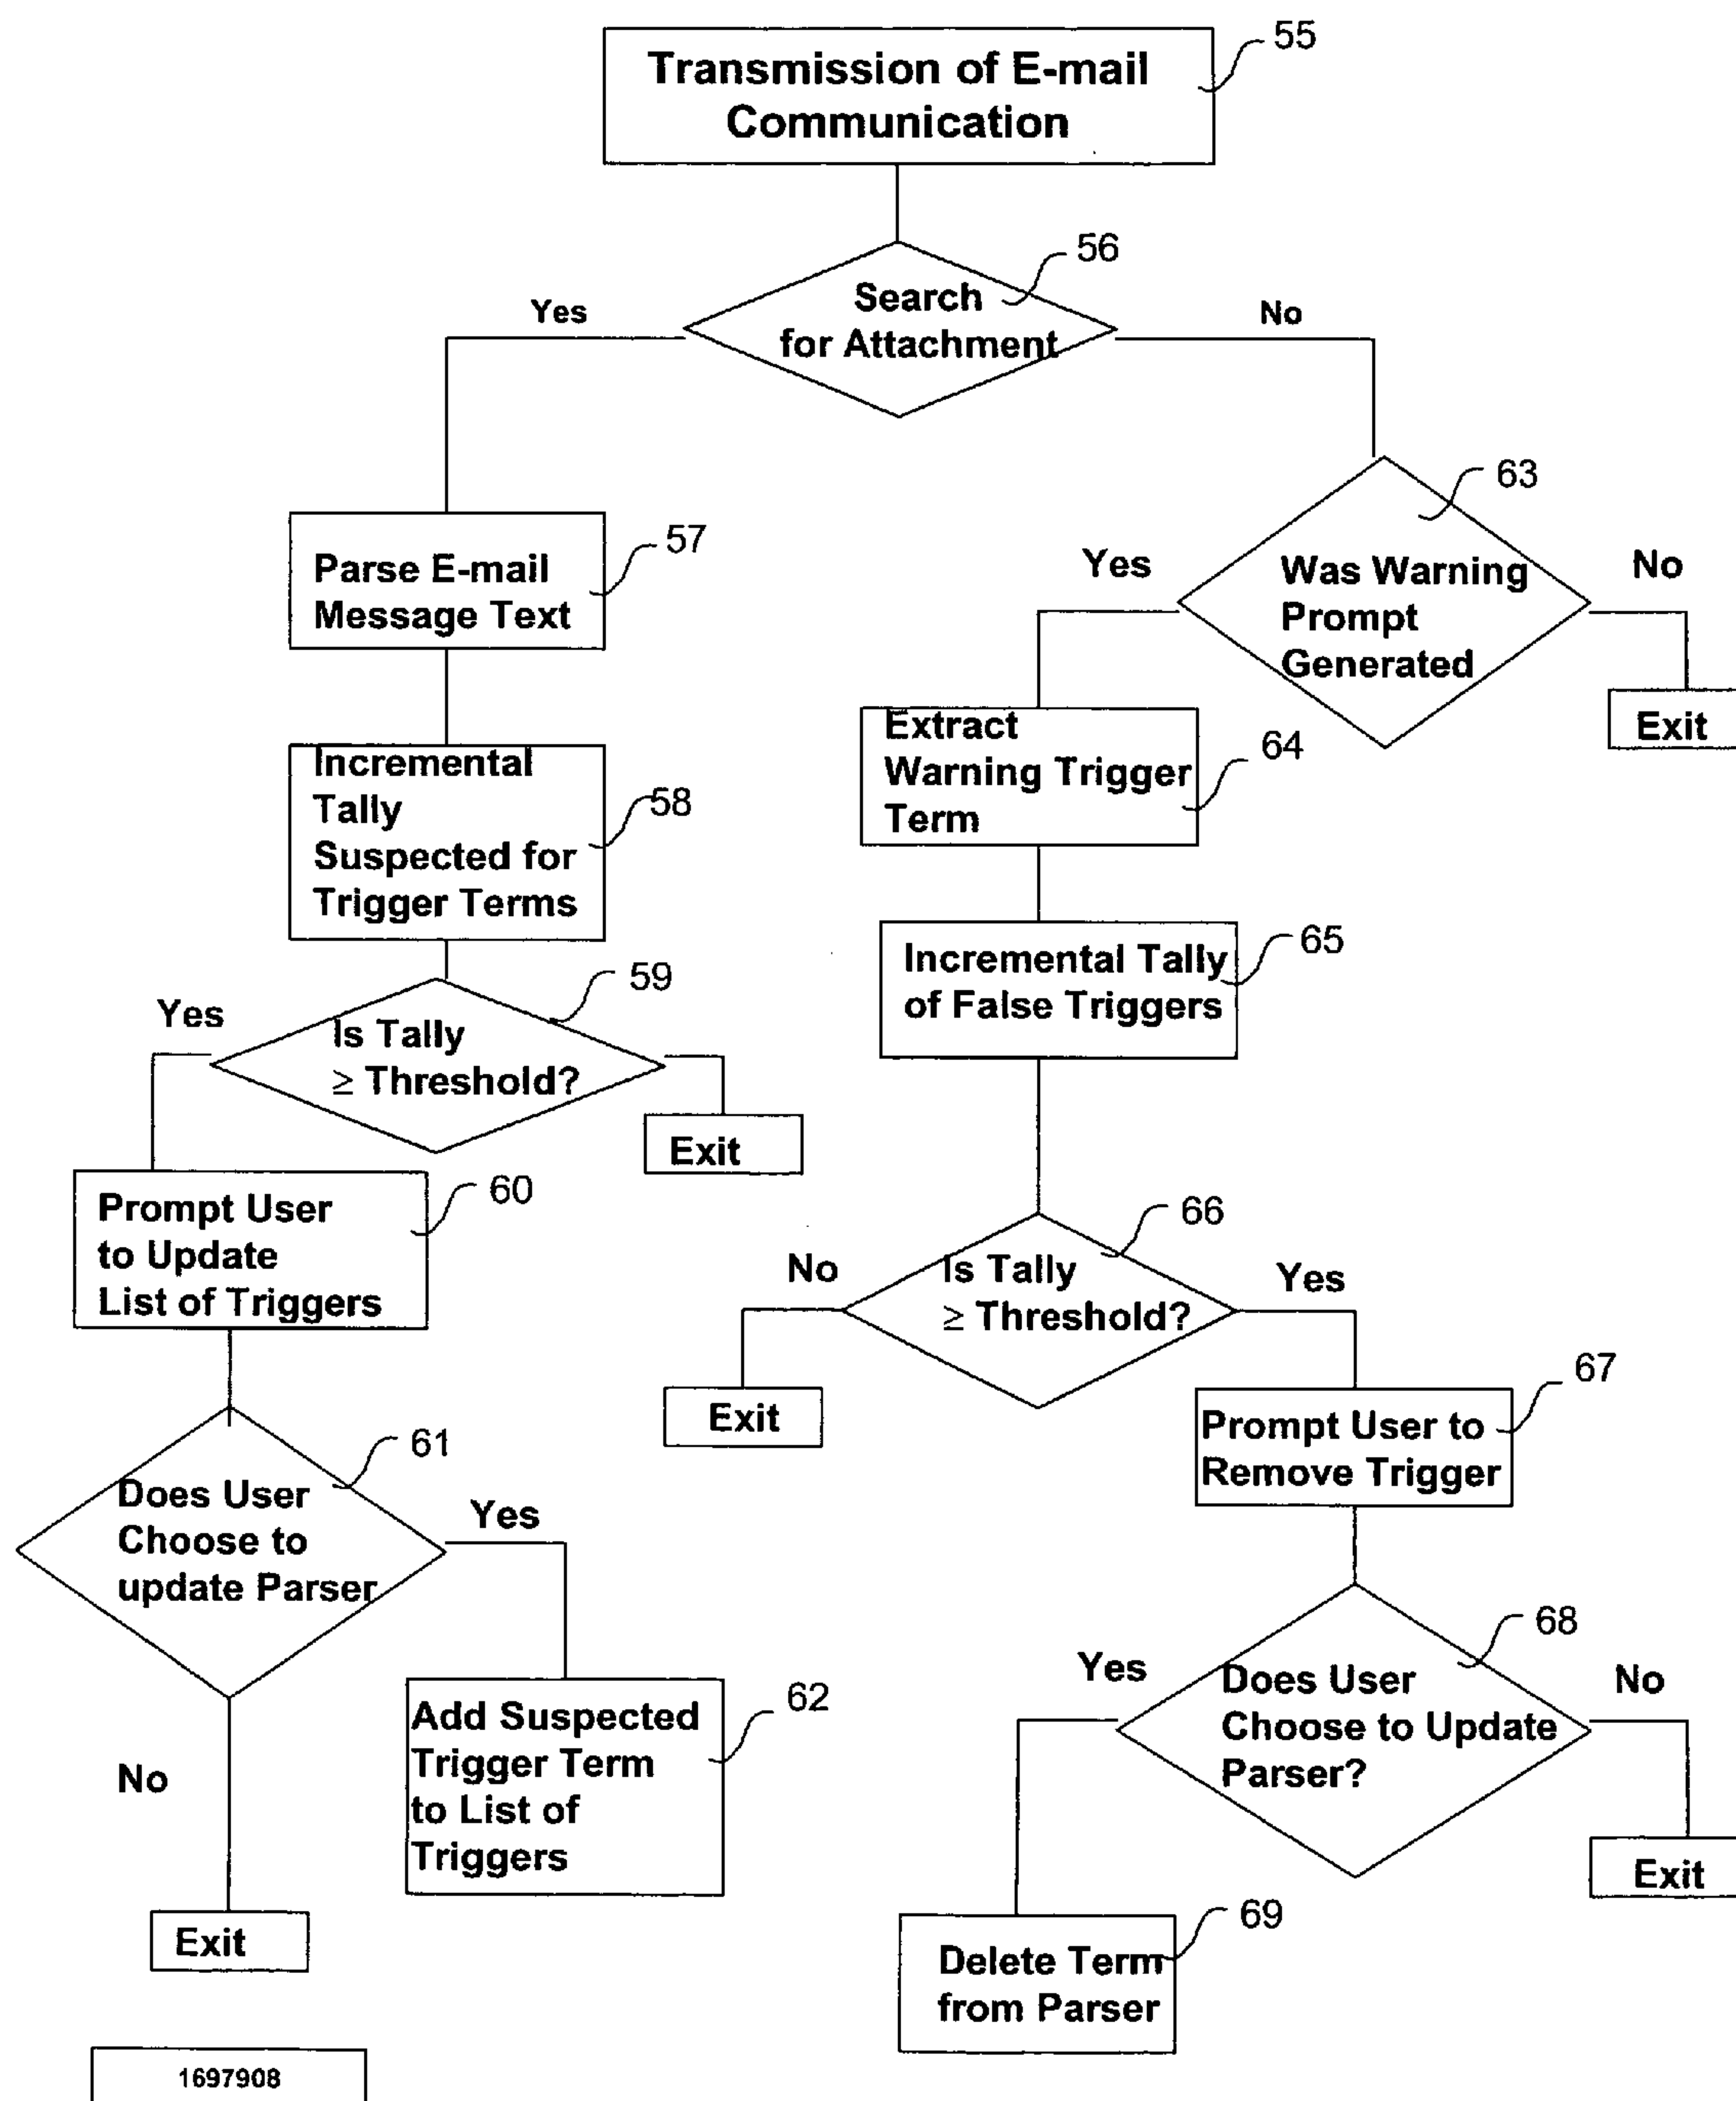 55
Transmission of E-mail
Communication
56
Search
for Attachment
Yes
No
57
Parse E-mail
Message Text
63
Was Warning
Prompt
Generated
Yes
No
Exit
Incremental
Tally
Suspected for
Trigger Terms
58
Extract
Warning Trigger
Term
64
65
Incremental Tally
of False Triggers
59
Yes
Is Tally
≥ Threshold?
Exit
60
Prompt User
to Update
List of Triggers
66
No
Is Tally
≥ Threshold?
Yes
Exit
67
Prompt User to
Remove Trigger
61
Does User
Choose to
update Parser
Yes
No
62
Add Suspected
Trigger Term
to List of
Triggers
Exit
68
Yes
Does User
Choose to Update
Parser?
No
Exit
69
Delete Term
from Parser
1697908